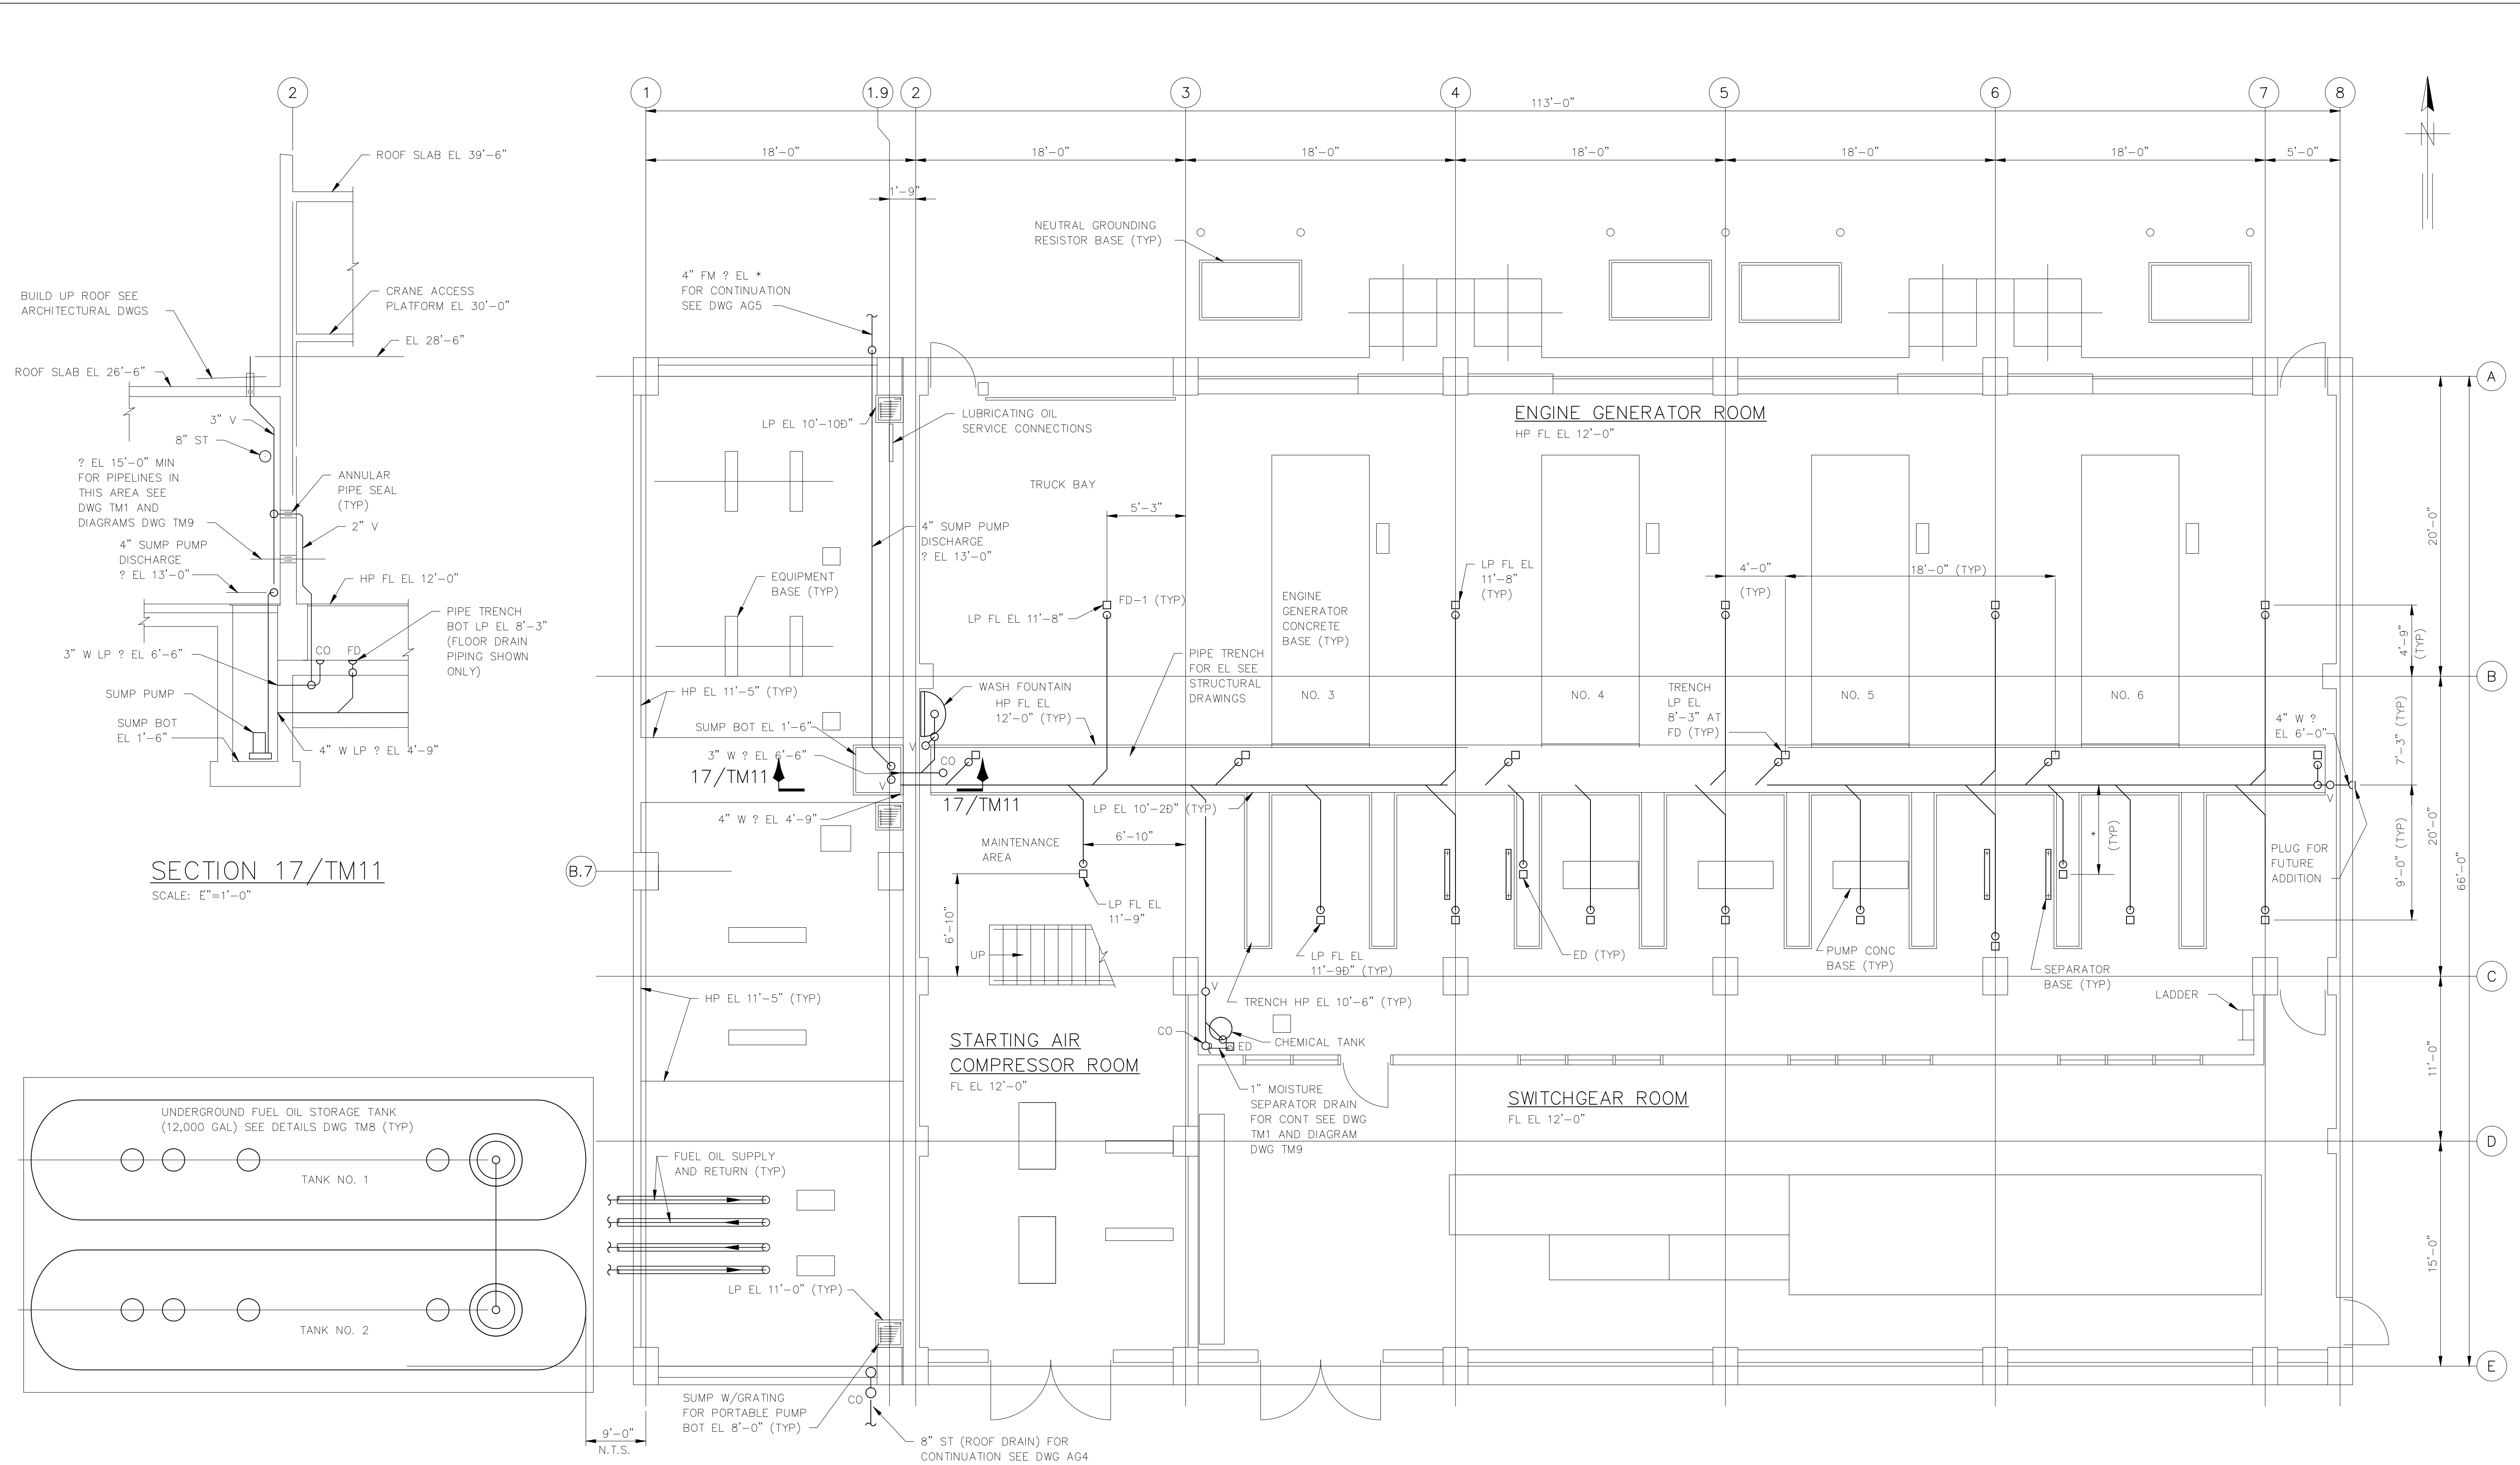 2
ROOF SLAB EL 39'-6"
CRANE ACCESS
PLATFORM EL 30'-0"
BUILD UP ROOF SEE
ARCHITECTURAL DWGS
EL 28'-6"
ROOF SLAB EL 26'-6"
3" V
8" ST
? EL 15'-0" MIN
FOR PIPELINES IN
THIS AREA SEE
DWG TM1 AND
DIAGRAMS DWG TM9
ANNULAR
PIPE SEAL
(TYP)
2" V
4" SUMP PUMP
DISCHARGE
? EL 13'-0"
HP FL EL 12'-0"
PIPE TRENCH
BOT LP EL 8'-3"
(FLOOR DRAIN
PIPING SHOWN
ONLY)
CO
FD
3" W LP ? EL 6'-6"
SUMP PUMP
SUMP BOT
EL 1'-6"
4" W LP ? EL 4'-9"
SECTION 17/TM11
SCALE: Ë"=1'-0"
UNDERGROUND FUEL OIL STORAGE TANK
(12,000 GAL) SEE DETAILS DWG TM8 (TYP)
TANK NO. 1
TANK NO. 2
9'-0"
N.T.S.
1
1.9
2
3
4
5
6
7
8
113'-0"
18'-0"
18'-0"
18'-0"
18'-0"
18'-0"
18'-0"
5'-0"
1'-9"
N
NEUTRAL GROUNDING
RESISTOR BASE (TYP)
4" FM ? EL *
FOR CONTINUATION
SEE DWG AG5
A
LP EL 10'-10Ð"
LUBRICATING OIL
SERVICE CONNECTIONS
ENGINE GENERATOR ROOM
HP FL EL 12'-0"
TRUCK BAY
5'-3"
4" SUMP PUMP
DISCHARGE
? EL 13'-0"
EQUIPMENT
BASE (TYP)
FD-1 (TYP)
LP FL EL 11'-8"
ENGINE
GENERATOR
CONCRETE
BASE (TYP)
LP FL EL
11'-8"
(TYP)
4'-0"
(TYP)
18'-0" (TYP)
20'-0"
4'-9"
(TYP)
PIPE TRENCH
FOR EL SEE
STRUCTURAL
DRAWINGS
B
HP EL 11'-5" (TYP)
WASH FOUNTAIN
HP FL EL
12'-0" (TYP)
NO. 3
NO. 4
NO. 5
NO. 6
TRENCH
LP EL
8'-3" AT
FD (TYP)
4" W ?
EL 6'-0"
7'-3" (TYP)
SUMP BOT EL 1'-6"
V
3" W ? EL 6'-6"
CO
17/TM11
V
17/TM11
V
4" W ? EL 4'-9"
LP EL 10'-2Ð" (TYP)
6'-10"
MAINTENANCE
AREA
*
(TYP)
PLUG FOR
FUTURE
ADDITION
9'-0" (TYP)
20'-0"
66'-0"
B.7
LP FL EL
11'-9"
6'-10"
UP
LP FL EL
11'-9Ð" (TYP)
ED (TYP)
PUMP CONC
BASE (TYP)
SEPARATOR
BASE (TYP)
C
HP EL 11'-5" (TYP)
V
TRENCH HP EL 10'-6" (TYP)
LADDER
STARTING AIR
COMPRESSOR ROOM
FL EL 12'-0"
CO
ED
CHEMICAL TANK
1" MOISTURE
SEPARATOR DRAIN
FOR CONT SEE DWG
TM1 AND DIAGRAM
DWG TM9
SWITCHGEAR ROOM
FL EL 12'-0"
11'-0"
D
FUEL OIL SUPPLY
AND RETURN (TYP)
15'-0"
LP EL 11'-0" (TYP)
E
SUMP W/GRATING
FOR PORTABLE PUMP
BOT EL 8'-0" (TYP)
CO
8" ST (ROOF DRAIN) FOR
CONTINUATION SEE DWG AG4